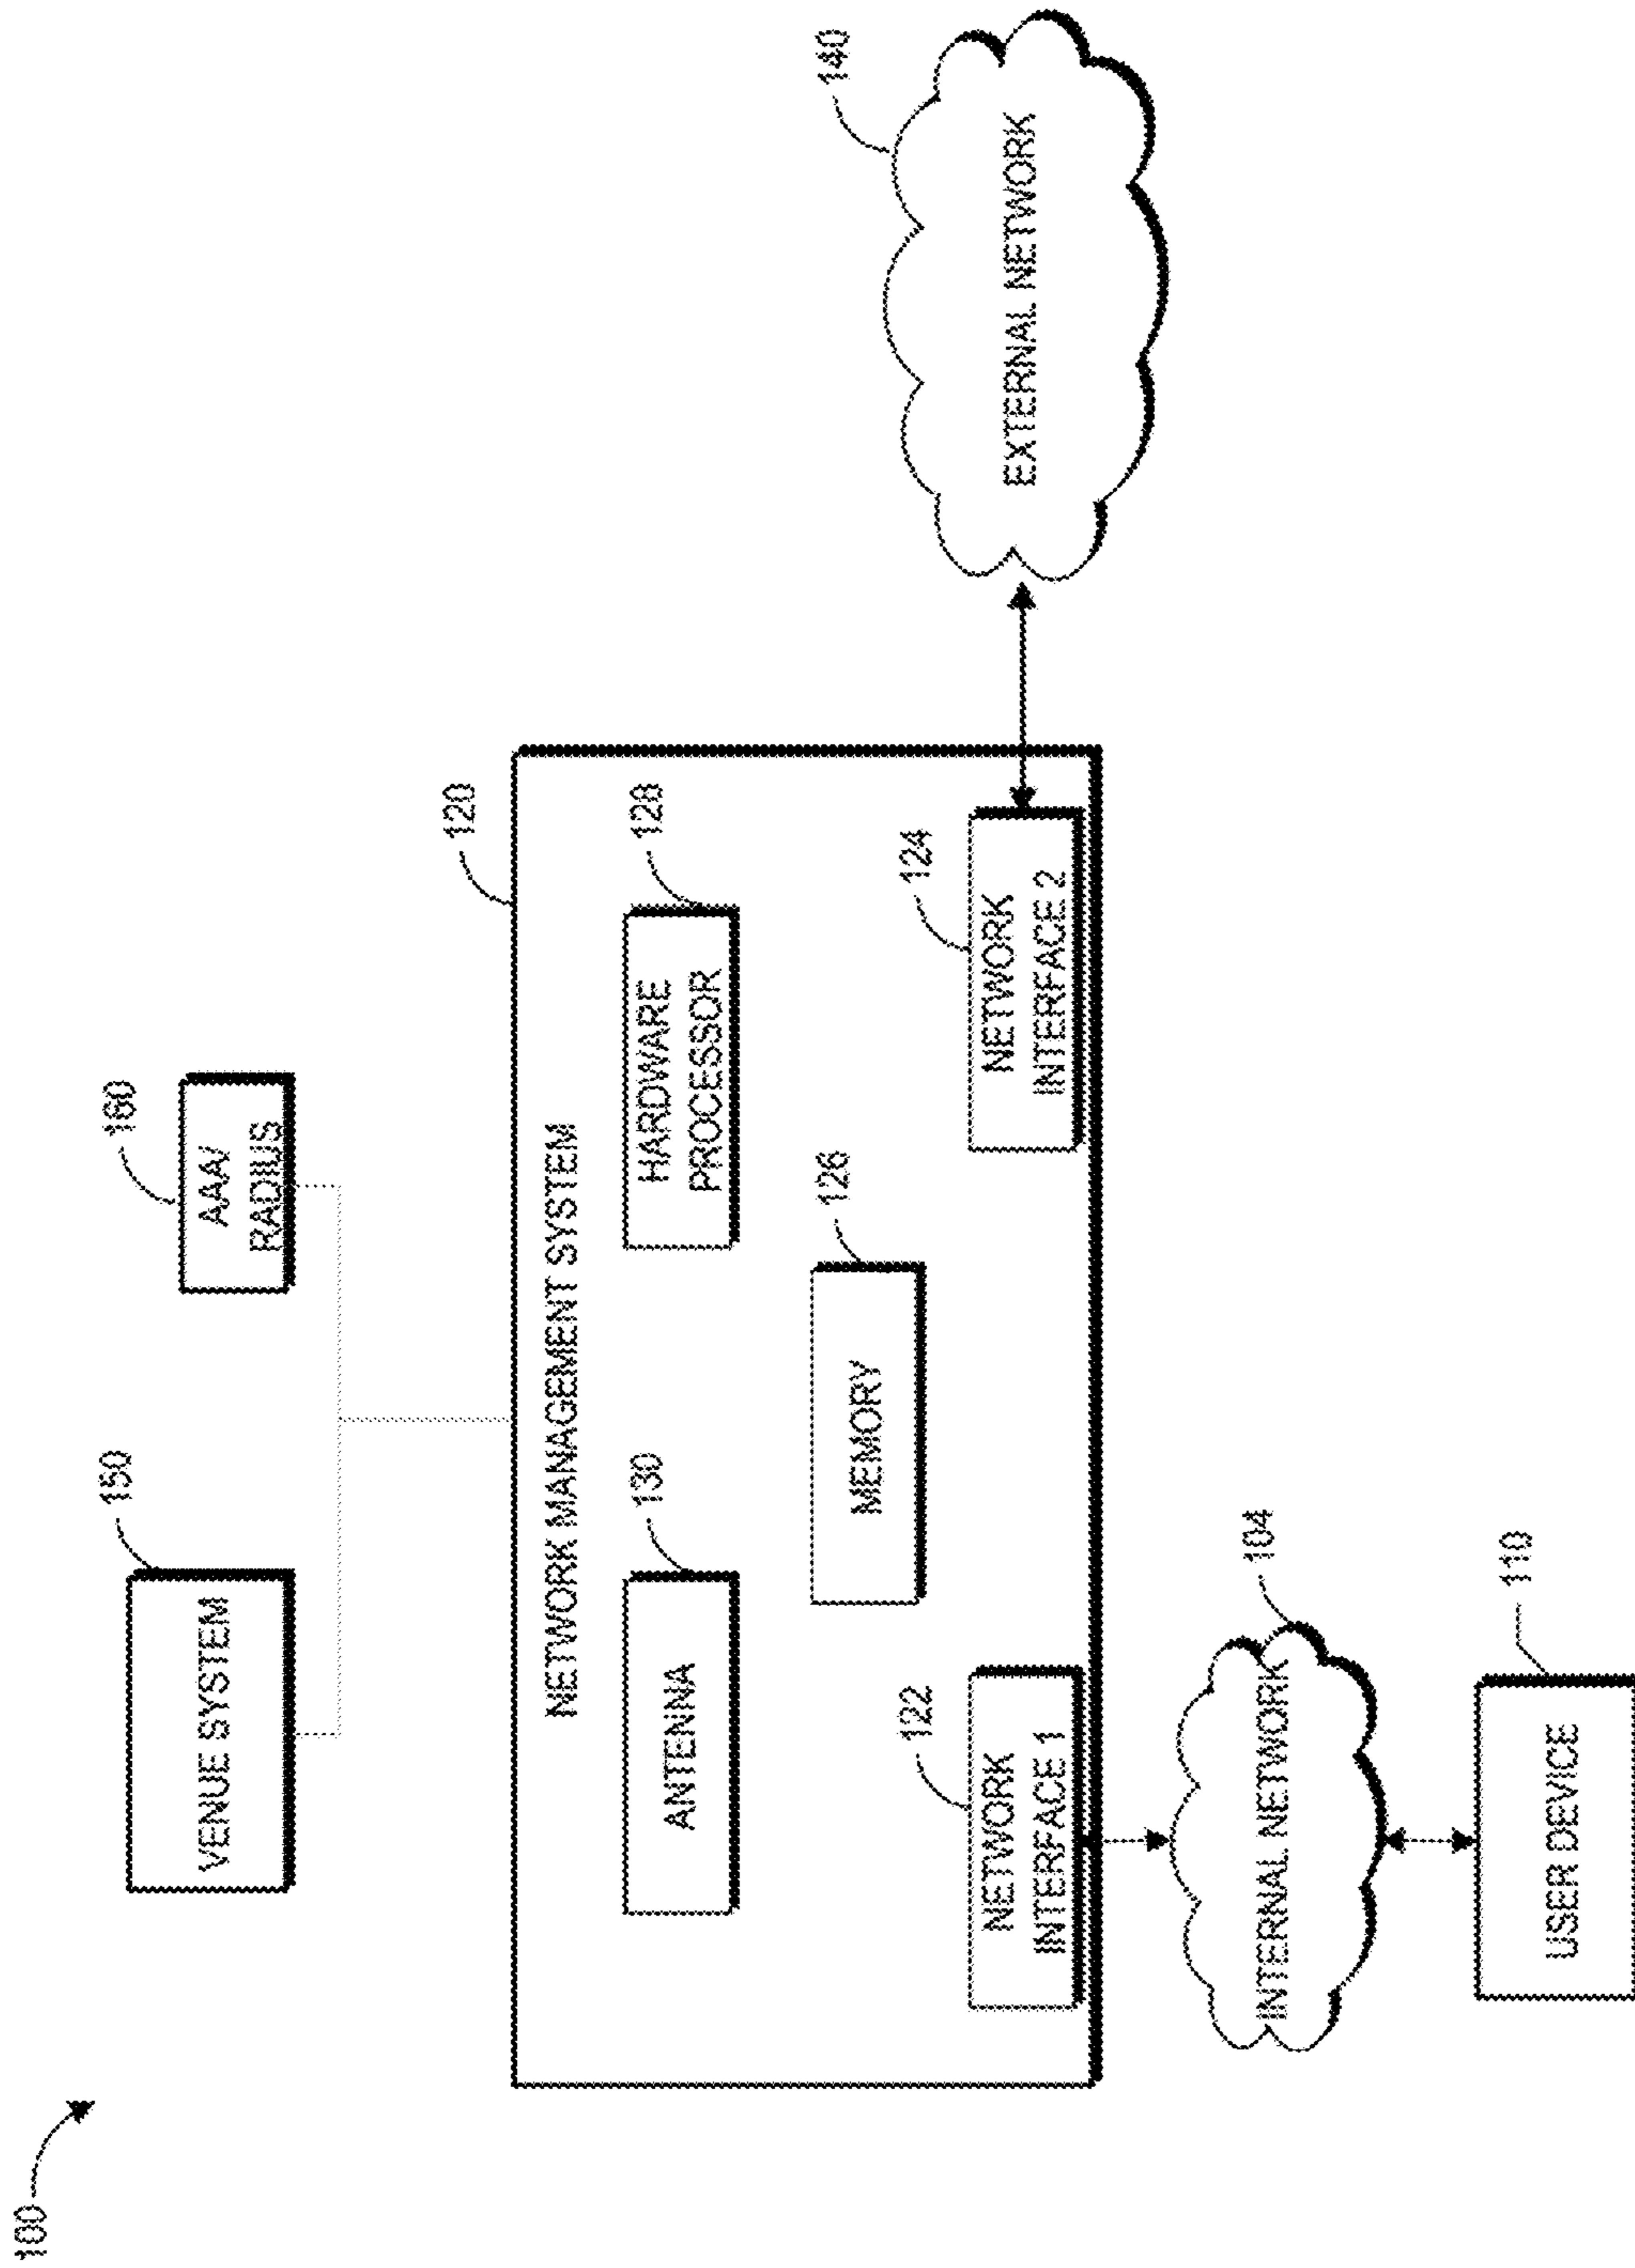 100
150
VENUE SYSTEM
160
AAA/
RADIUS
120
NETWORK MANAGEMENT SYSTEM
130
ANTENNA
128
HARDWARE
PROCESSOR
126
MEMORY
122
NETWORK
INTERFACE 1
124
NETWORK
INTERFACE 2
140
EXTERNAL NETWORK
104
INTERNAL NETWORK
110
USER DEVICE